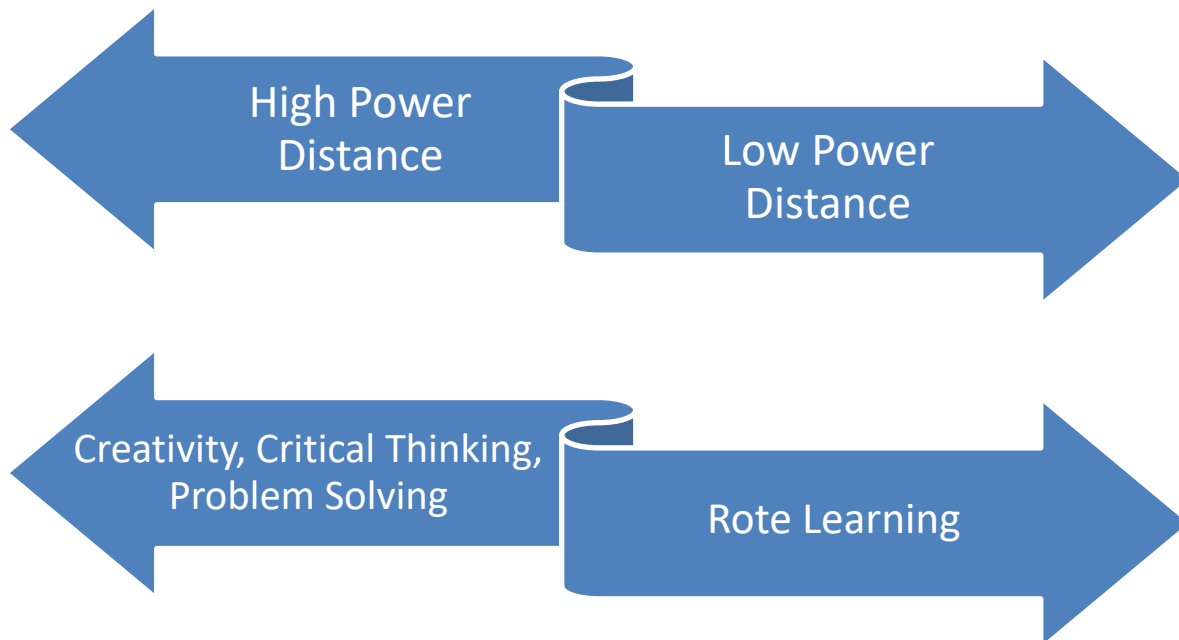 High Power
Distance
Low Power
Distance
Creativity, Critical Thinking,
Problem Solving
Rote Learning